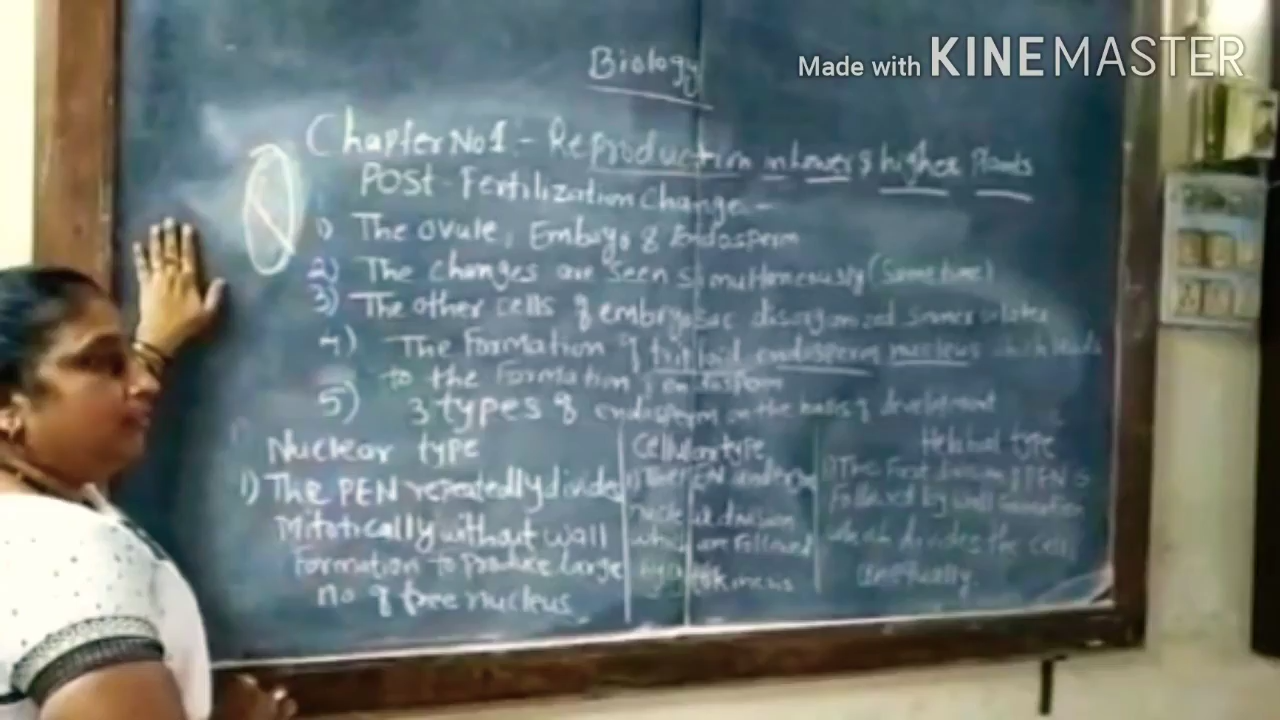 Made with KINEMASTER
Biology
Chapter No 1 :- Reproduction in Lower & higher Plants
Post - Fertilization Change :-
1) The ovule, Embryo & Endosperm
2) The changes are seen simultaneously (Same time)
3) The other cells of embryo sac disorganized sooner or later
4) The Formation of triploid endosperm nucleus which leads
to the Formation of endosperm
5) 3 types of endosperm on the basis of development
Nuclear type
1) The PEN repeatedly divides
Mitotically without wall
Formation to produce large
no of free nucleus
Cellular type
1) The PEN undergo
nuclear division
which are followed
by cytokinesis
Helobial type
1) The First division of PEN is
Followed by wall formation
which divides the cell
unequally.